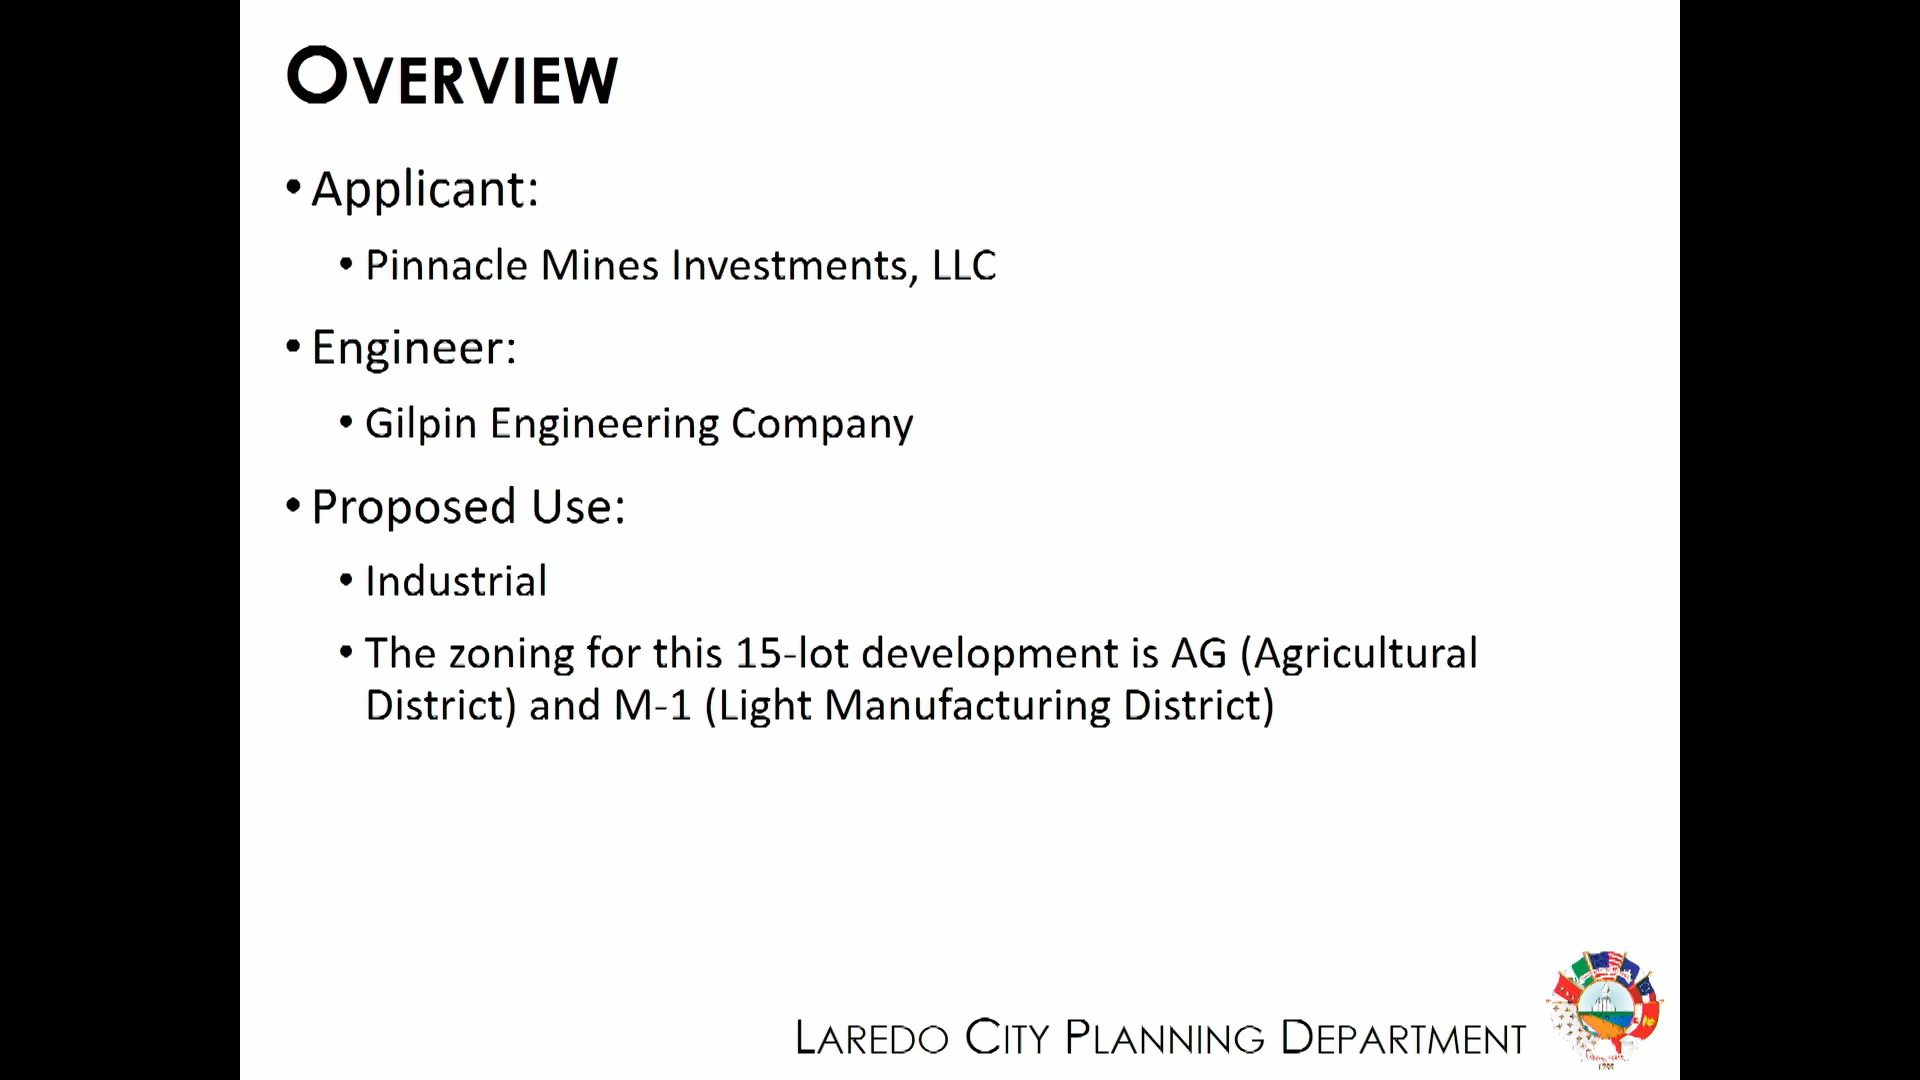 OVERVIEW
• Applicant:
• Pinnacle Mines Investments, LLC
• Engineer:
• Gilpin Engineering Company
• Proposed Use:
• Industrial
• The zoning for this 15-lot development is AG (Agricultural
District) and M-1 (Light Manufacturing District)
LAREDO CITY PLANNING DEPARTMENT